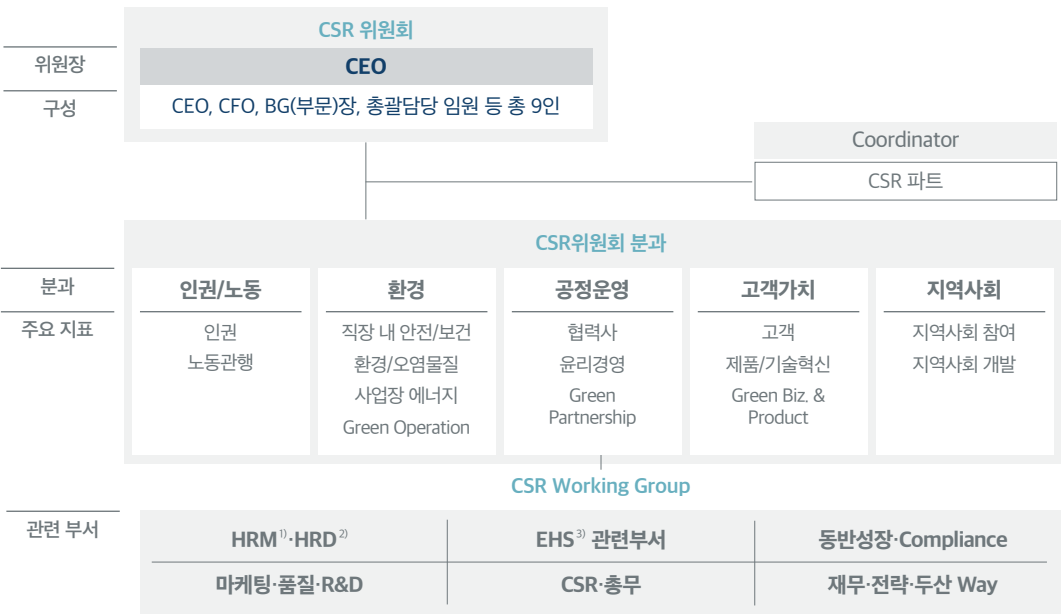 CSR 위원회
위원장
CEO
구성
CEO, CFO, BG(부문)장, 총괄담당 임원 등 총 9인
Coordinator
CSR 파트
CSR위원회 분과
분과
인권/노동
환경
공정운영
고객가치
지역사회
주요 지표
인권
노동관행
직장 내 안전/보건
환경/오염물질
사업장 에너지
Green Operation
협력사
윤리경영
Green
Partnership
고객
제품/기술혁신
Green Biz. &
Product
지역사회 참여
지역사회 개발
CSR Working Group
관련 부서
HRM1)·HRD2)
EHS3) 관련부서
동반성장·Compliance
마케팅·품질·R&D
CSR·총무
재무·전략·두산 Way